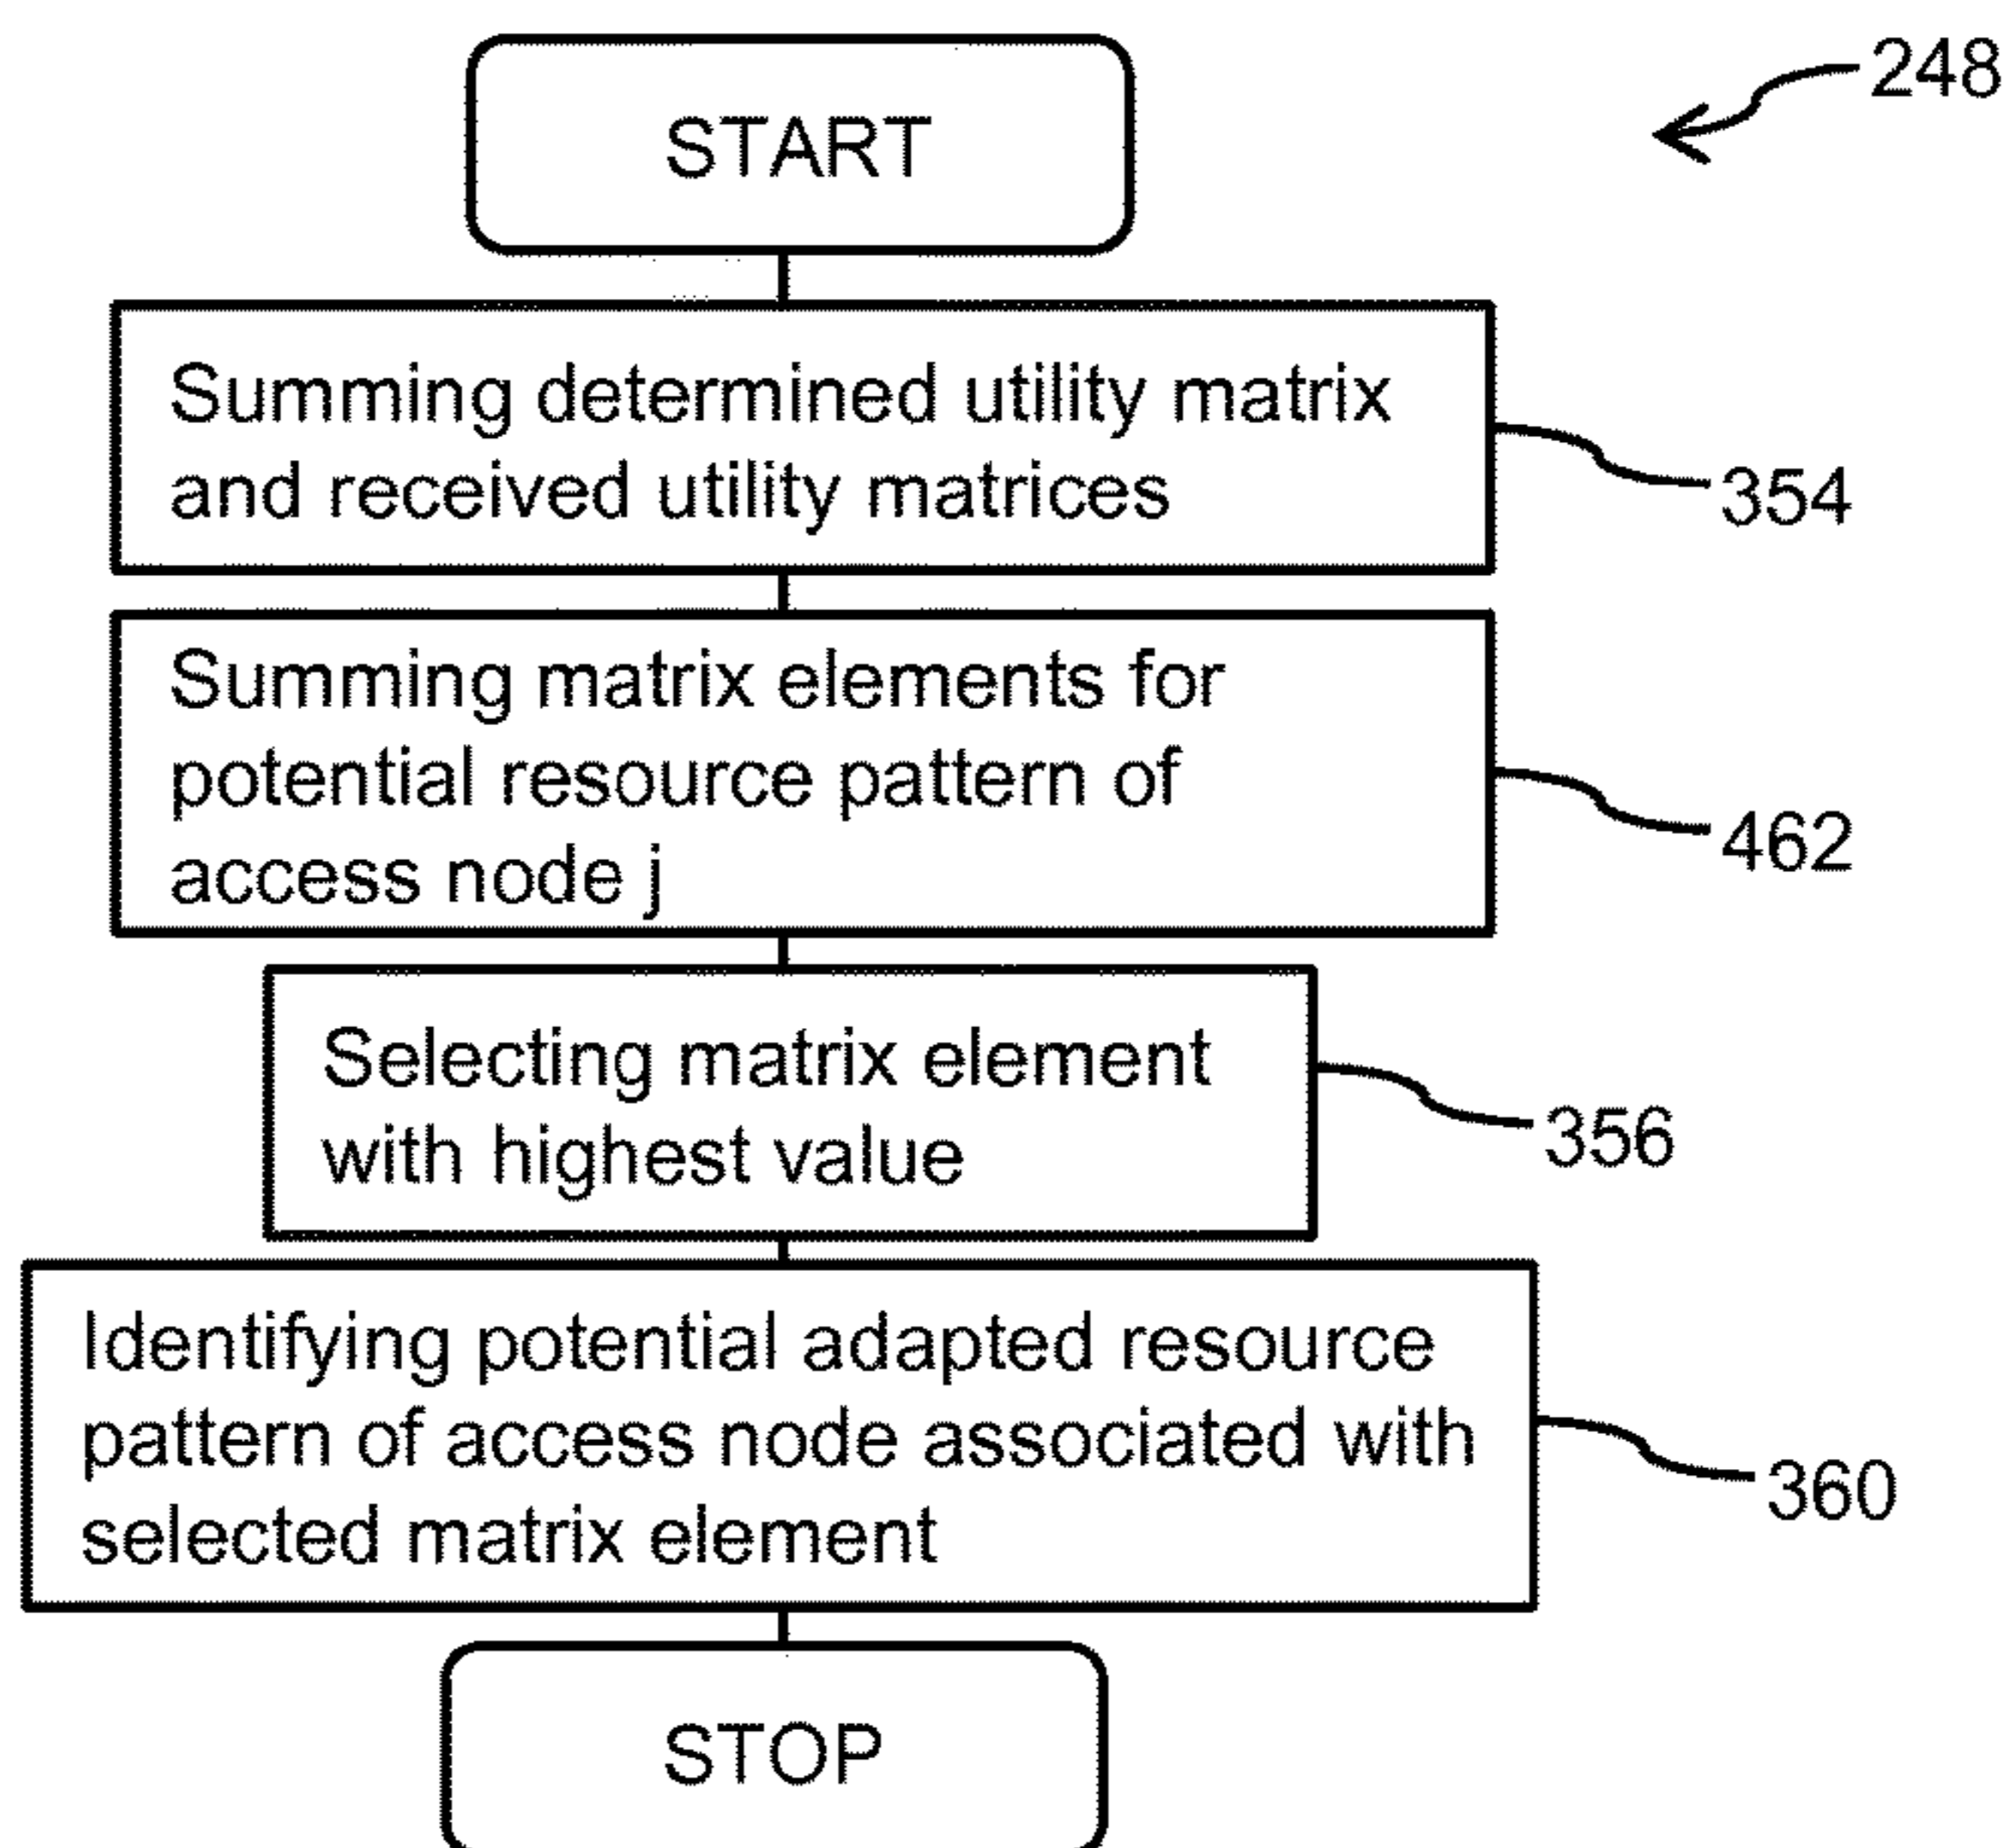 START
248
Summing determined utility matrix
and received utility matrices
354
Summing matrix elements for
potential resource pattern of
access node j
462
Selecting matrix element
with highest value
356
Identifying potential adapted resource
pattern of access node associated with
selected matrix element
360
STOP